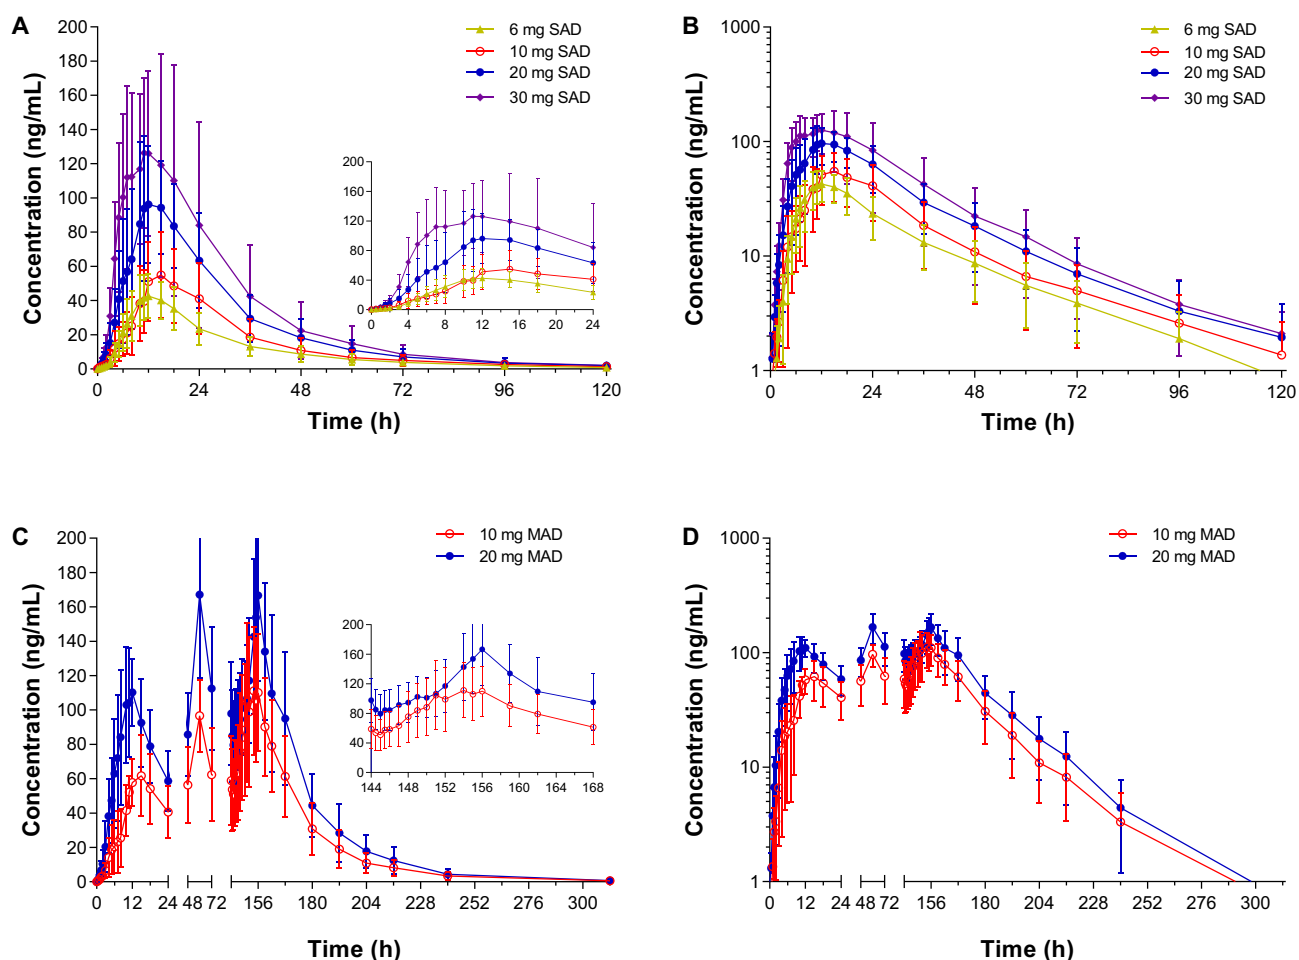 A
6 mg SAD
10 mg SAD
20 mg SAD
30 mg SAD
Concentration (ng/mL)
200
180
160
140
120
100
80
60
40
20
0
0 24 48 72 96 120
Time (h)
200
160
120
80
40
0
0 4 8 12 16 20 24
B
6 mg SAD
10 mg SAD
20 mg SAD
30 mg SAD
Concentration (ng/mL)
1000
100
10
1
0 12 24 36 48 60 72 84 96 108 120
Time (h)
C
10 mg MAD
20 mg MAD
Concentration (ng/mL)
200
180
160
140
120
100
80
60
40
20
0
0 12 24 48 72 156 180 204 228 252 276 300
Time (h)
200
160
120
80
40
0
144 148 152 156 160 164 168
D
10 mg MAD
20 mg MAD
Concentration (ng/mL)
1000
100
10
1
0 12 24 48 72 156 180 204 228 252 276 300
Time (h)